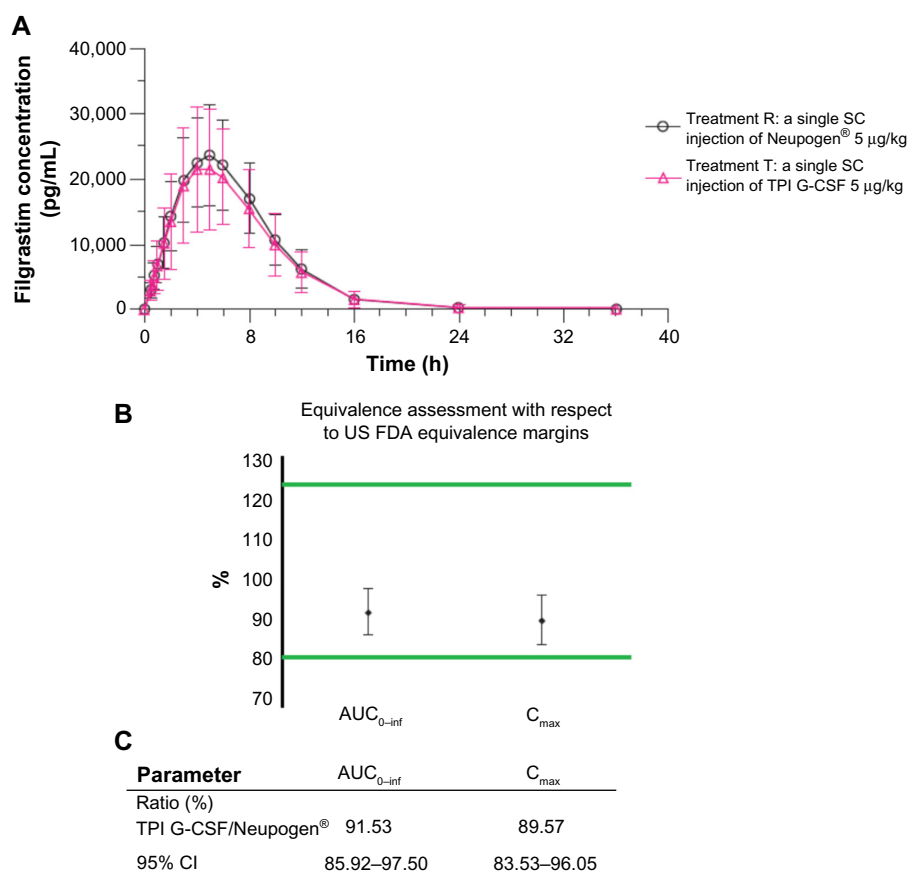 A
40,000
30,000
20,000
10,000
0
Filgrastim concentration
(pg/mL)
0 8 16 24 32 40
Time (h)
Treatment R: a single SC
injection of Neupogen® 5 µg/kg
Treatment T: a single SC
injection of TPI G-CSF 5 µg/kg
B
Equivalence assessment with respect
to US FDA equivalence margins
130
120
110
100
90
80
70
%
AUC0–inf Cmax
C
Parameter AUC0–inf Cmax
Ratio (%)
TPI G-CSF/Neupogen® 91.53 89.57
95% CI 85.92–97.50 83.53–96.05